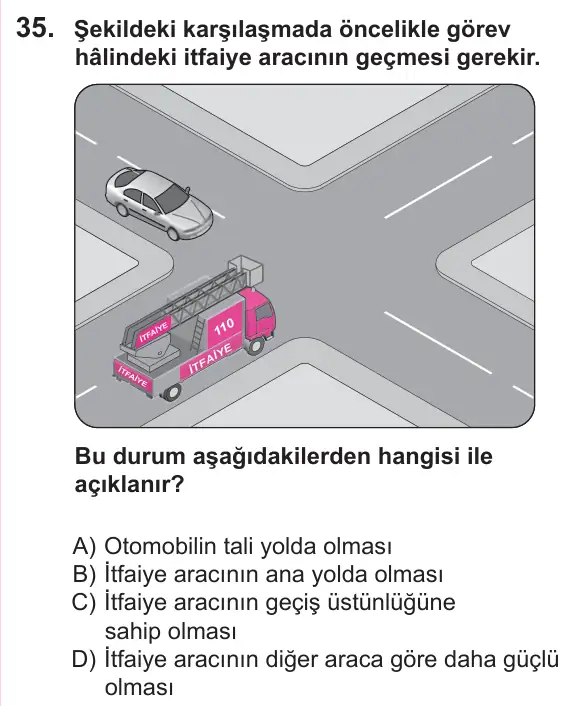 35. Şekildeki karşılaşmada öncelikle görev
hâlindeki itfaiye aracının geçmesi gerekir.
İTFAİYE
110
İTFAİYE
İTFAİYE
Bu durum aşağıdakilerden hangisi ile
açıklanır?
A) Otomobilin tali yolda olması
B) İtfaiye aracının ana yolda olması
C) İtfaiye aracının geçiş üstünlüğüne
sahip olması
D) İtfaiye aracının diğer araca göre daha güçlü
olması